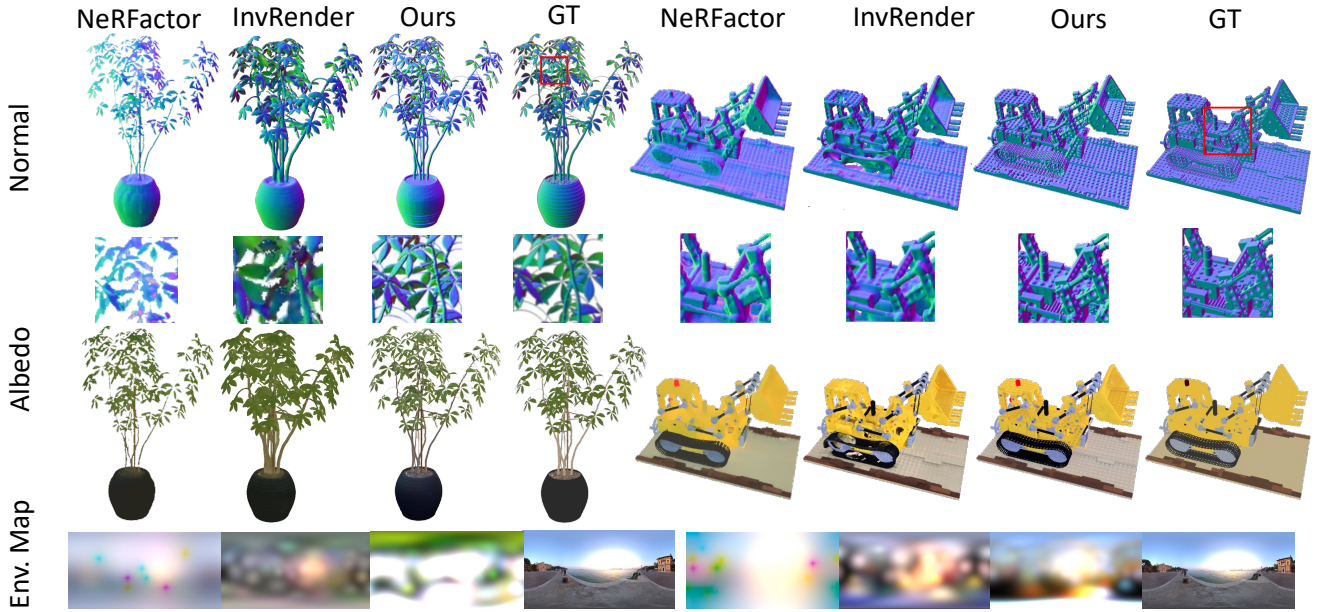 NeRFactor InvRender Ours GT NeRFactor InvRender Ours GT
Normal
Albedo
Env. Map